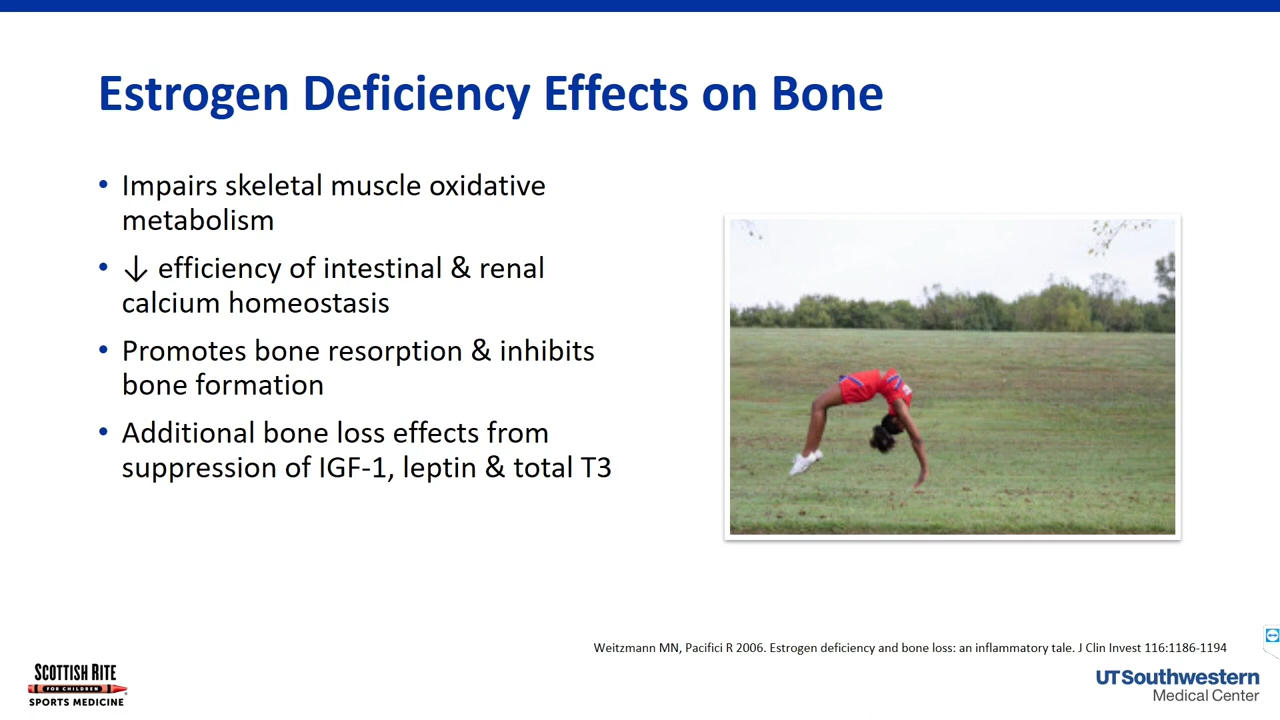 Estrogen Deficiency Effects on Bone
• Impairs skeletal muscle oxidative
metabolism
• ↓ efficiency of intestinal & renal
calcium homeostasis
• Promotes bone resorption & inhibits
bone formation
• Additional bone loss effects from
suppression of IGF-1, leptin & total T3
Weitzmann MN, Pacifici R 2006. Estrogen deficiency and bone loss: an inflammatory tale. J Clin Invest 116:1186-1194
SCOTTISH RITE
FOR CHILDREN
SPORTS MEDICINE
UTSouthwestern
Medical Center